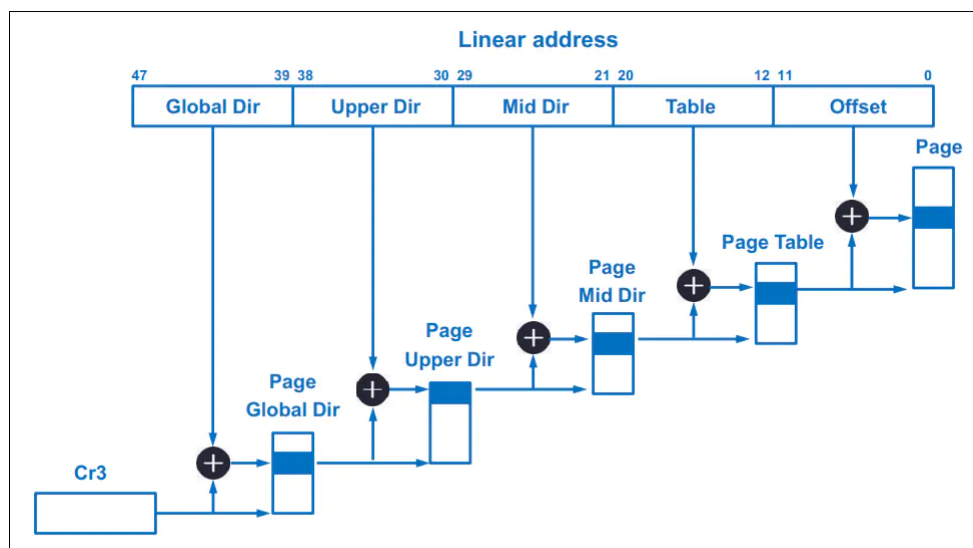 Linear address
47 39 38 30 29 21 20 12 11 0
Global Dir Upper Dir Mid Dir Table Offset
Page
Page Table
Page
Mid Dir
Page
Upper Dir
Page
Global Dir
Cr3